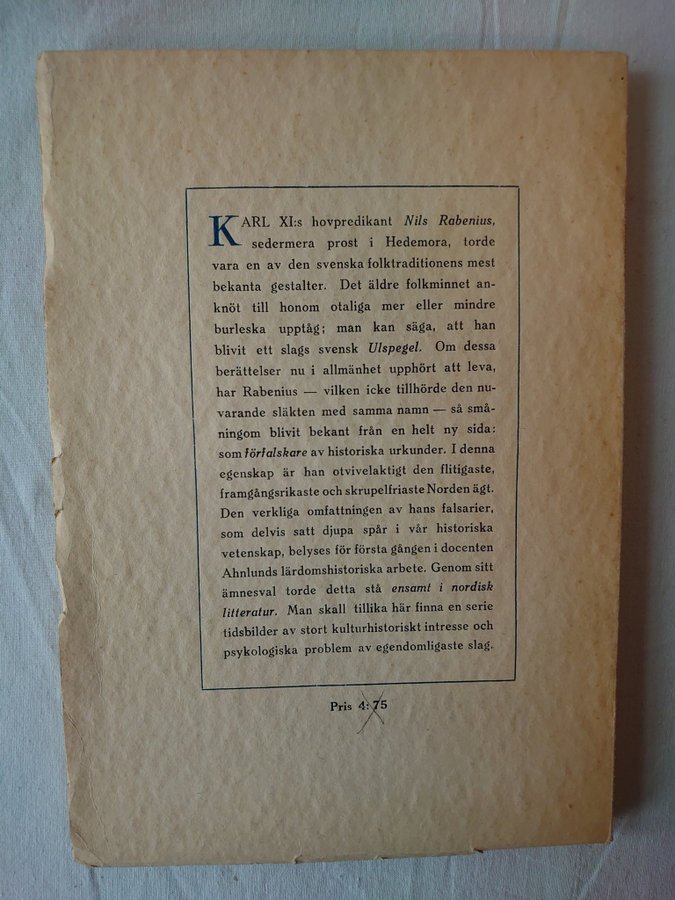 KARL XI:s hovpredikant Nils Rabenius,
sedermera prost i Hedemora, torde
vara en av den svenska folktraditionens mest
bekanta gestalter. Det äldre folkminnet an-
knöt till honom otaliga mer eller mindre
burleska upptåg; man kan säga, att han
blivit ett slags svensk Ulspegel. Om dessa
berättelser nu i allmänhet upphört att leva,
har Rabenius — vilken icke tillhörde den nu-
varande släkten med samma namn — så små-
ningom blivit bekant från en helt ny sida:
som förfalskare av historiska urkunder. I denna
egenskap är han otvivelaktigt den flitigaste,
framgångsrikaste och skrupelfriaste Norden ägt.
Den verkliga omfattningen av hans falsarier,
som delvis satt djupa spår i vår historiska
vetenskap, belyses för första gången i docenten
Ahnlunds lärdomshistoriska arbete. Genom sitt
ämnesval torde detta stå ensamt i nordisk
litteratur. Man skall tillika här finna en serie
tidsbilder av stort kulturhistoriskt intresse och
psykologiska problem av egendomligaste slag.
Pris 4: 75